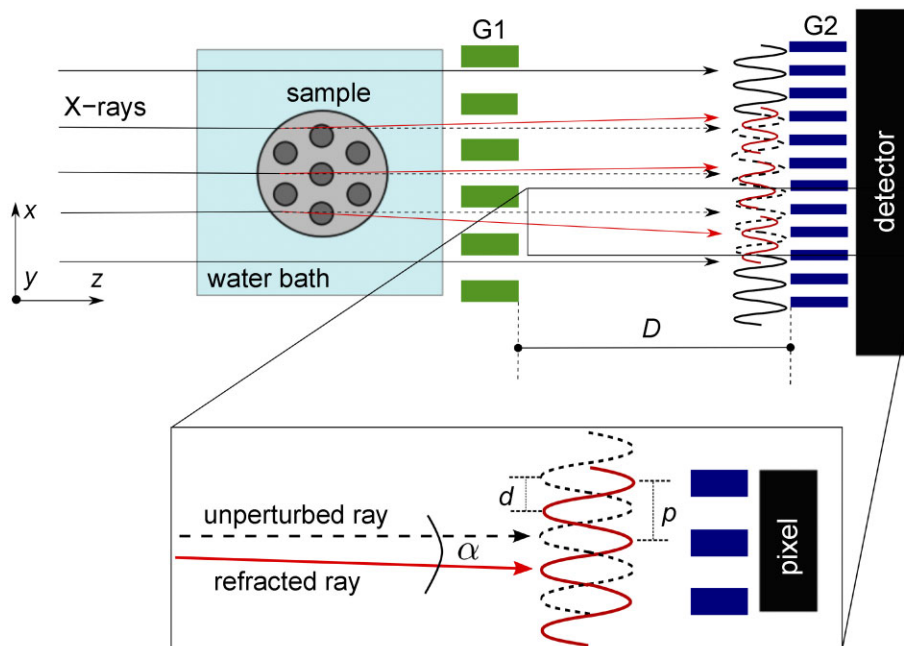 G1
G2
sample
X−rays
detector
x
y
z
water bath
D
d
p
unperturbed ray
α
refracted ray
pixel